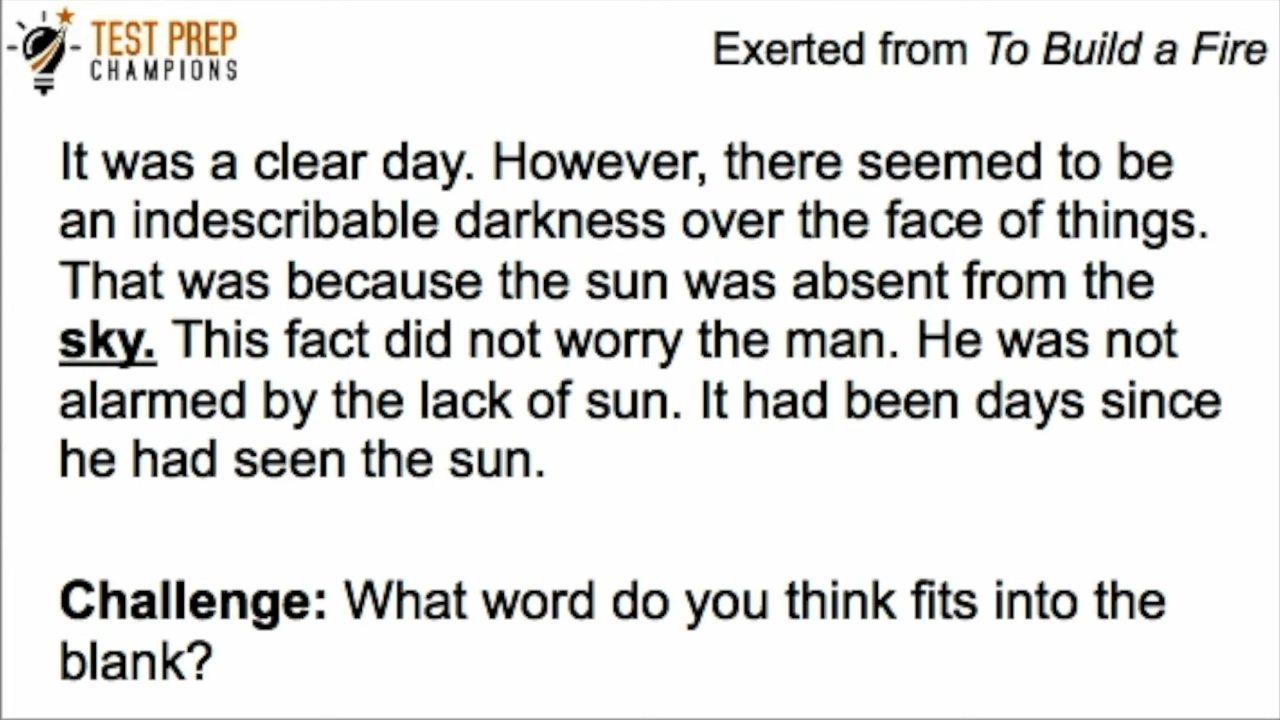 TEST PREP
CHAMPIONS
Exerted from To Build a Fire
It was a clear day. However, there seemed to be
an indescribable darkness over the face of things.
That was because the sun was absent from the
sky. This fact did not worry the man. He was not
alarmed by the lack of sun. It had been days since
he had seen the sun.
Challenge: What word do you think fits into the
blank?